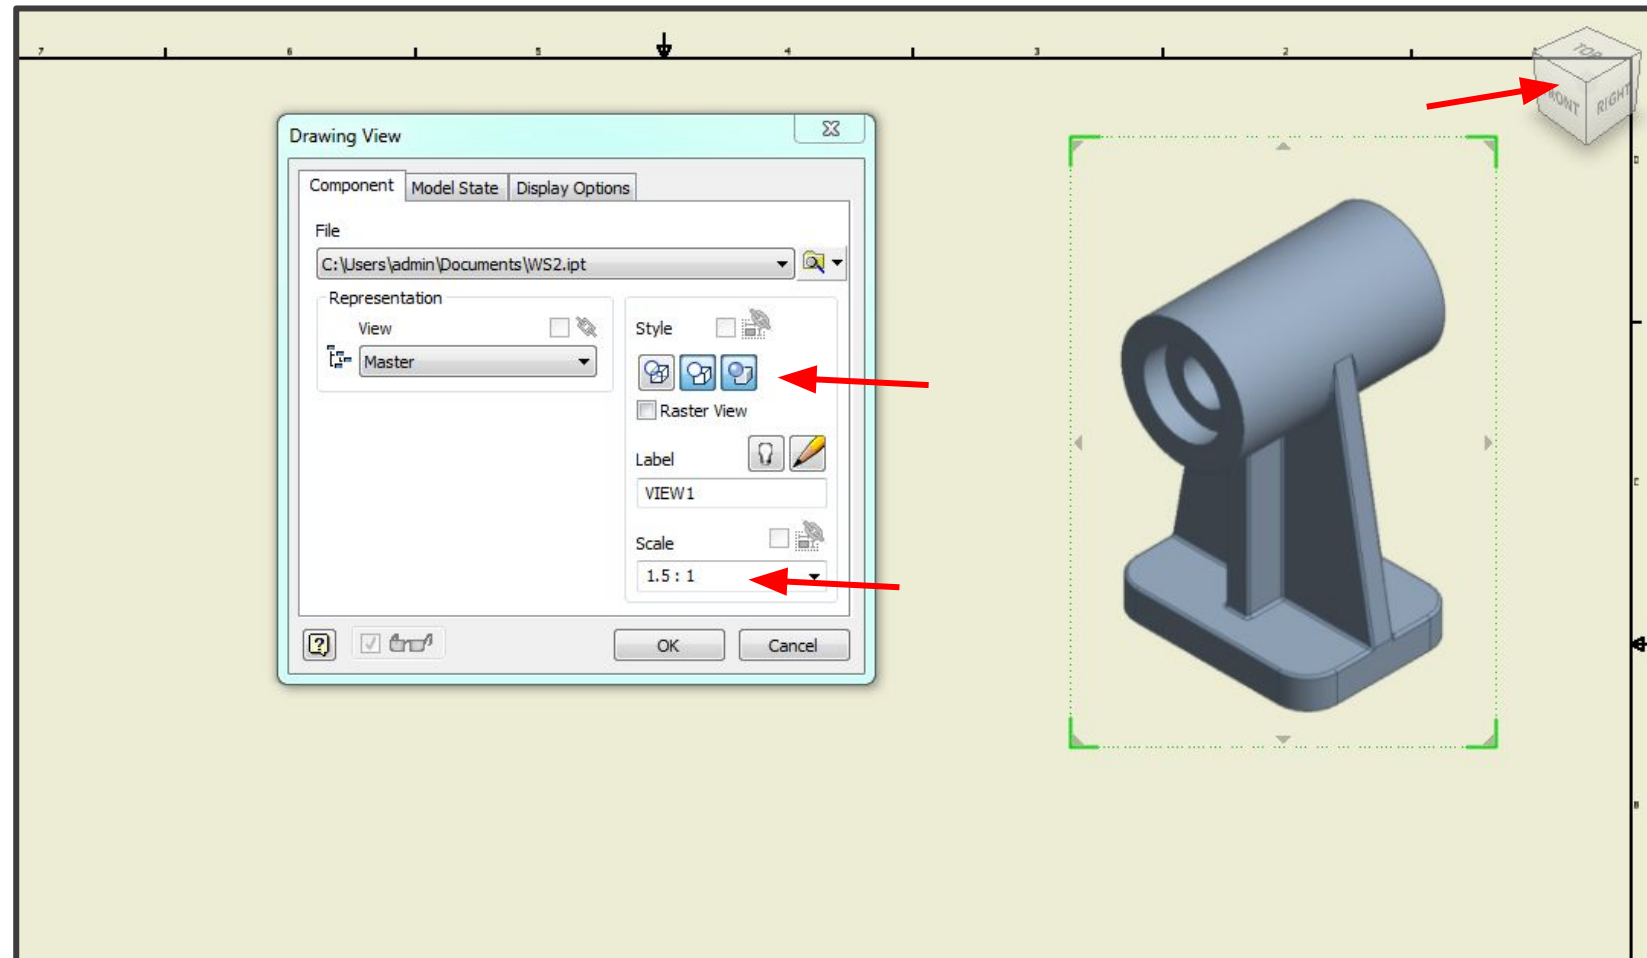 7 6 5 4 3 2
TOP
FRONT RIGHT
Drawing View
Component Model State Display Options
File
C:\Users\admin\Documents\WS2.ipt
Representation
View
Master
Style
Raster View
Label
VIEW1
Scale
1.5 : 1
OK Cancel
D
C
B